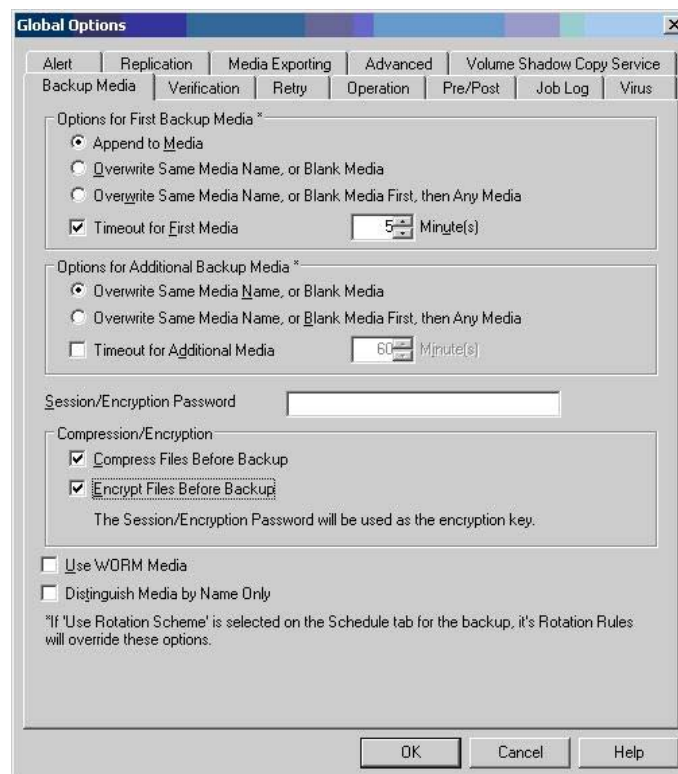 Global Options
Alert Replication Media Exporting Advanced Volume Shadow Copy Service
Backup Media Verification Retry Operation Pre/Post Job Log Virus
Options for First Backup Media *
Append to Media
Overwrite Same Media Name, or Blank Media
Overwrite Same Media Name, or Blank Media First, then Any Media
Timeout for First Media 5 Minute(s)
Options for Additional Backup Media *
Overwrite Same Media Name, or Blank Media
Overwrite Same Media Name, or Blank Media First, then Any Media
Timeout for Additional Media 60 Minute(s)
Session/Encryption Password
Compression/Encryption
Compress Files Before Backup
Encrypt Files Before Backup
The Session/Encryption Password will be used as the encryption key.
Use WORM Media
Distinguish Media by Name Only
*If 'Use Rotation Scheme' is selected on the Schedule tab for the backup, it's Rotation Rules
will override these options.
OK Cancel Help